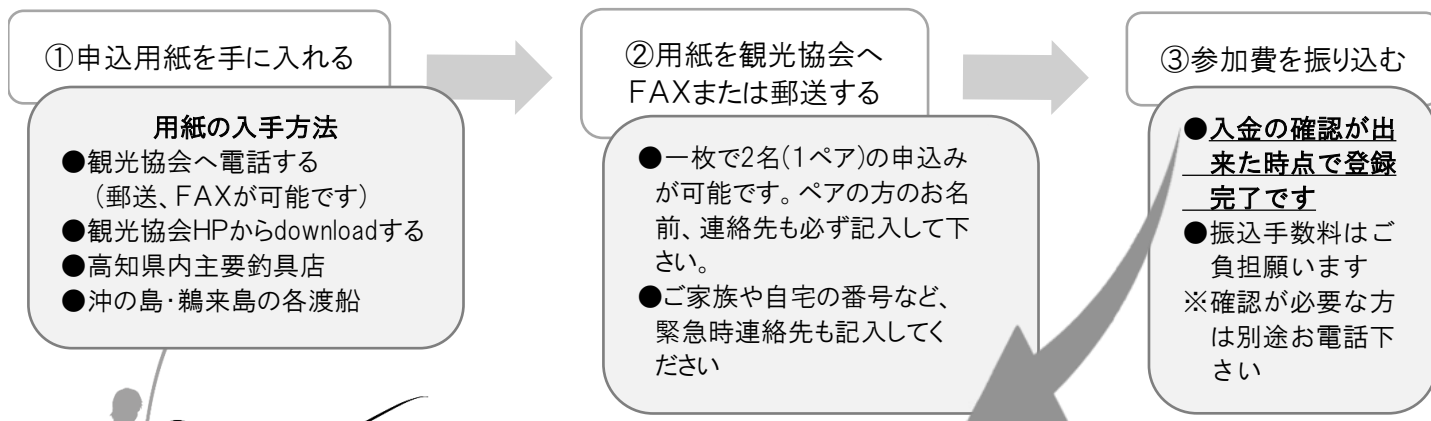 ①申込用紙を手に入れる
用紙の入手方法
●観光協会へ電話する
(郵送、FAXが可能です)
●観光協会HPからdownloadする
●高知県内主要釣具店
●沖の島・鵜来島の各渡船
②用紙を観光協会へ
FAXまたは郵送する
●一枚で2名(1ペア)の申込み
が可能です。ペアの方のお名
前、連絡先も必ず記入して下
さい。
●ご家族や自宅の番号など、
緊急時連絡先も記入してく
ださい
③参加費を振り込む
●入金の確認が出
来た時点で登録
完了です
●振込手数料はご
負担願います
※確認が必要な方
は別途お電話下
さい